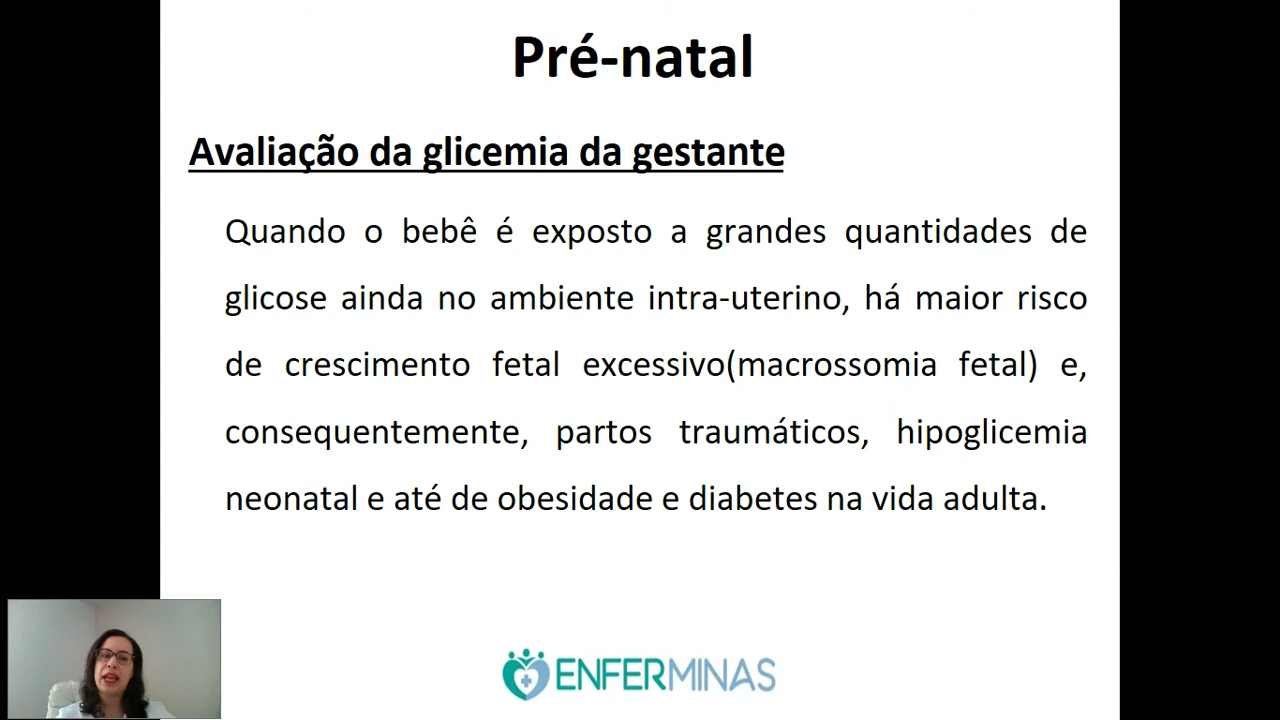 Pré-natal
Avaliação da glicemia da gestante
Quando o bebê é exposto a grandes quantidades de
glicose ainda no ambiente intra-uterino, há maior risco
de crescimento fetal excessivo(macrossomia fetal) e,
consequentemente, partos traumáticos, hipoglicemia
neonatal e até de obesidade e diabetes na vida adulta.
ENFERMINAS